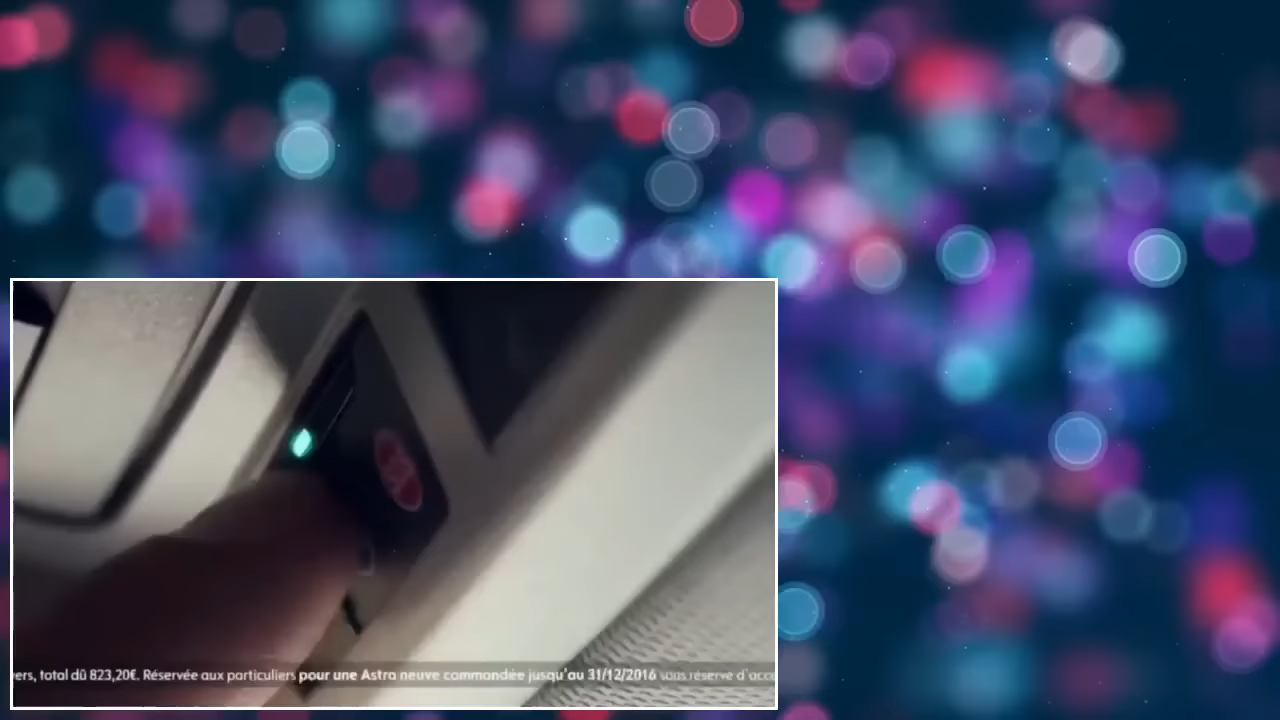 ers, total dû 823,20€. Réservée aux particuliers pour une Astra neuve commandée jusqu'au 31/12/2016 sous réserve d'acc